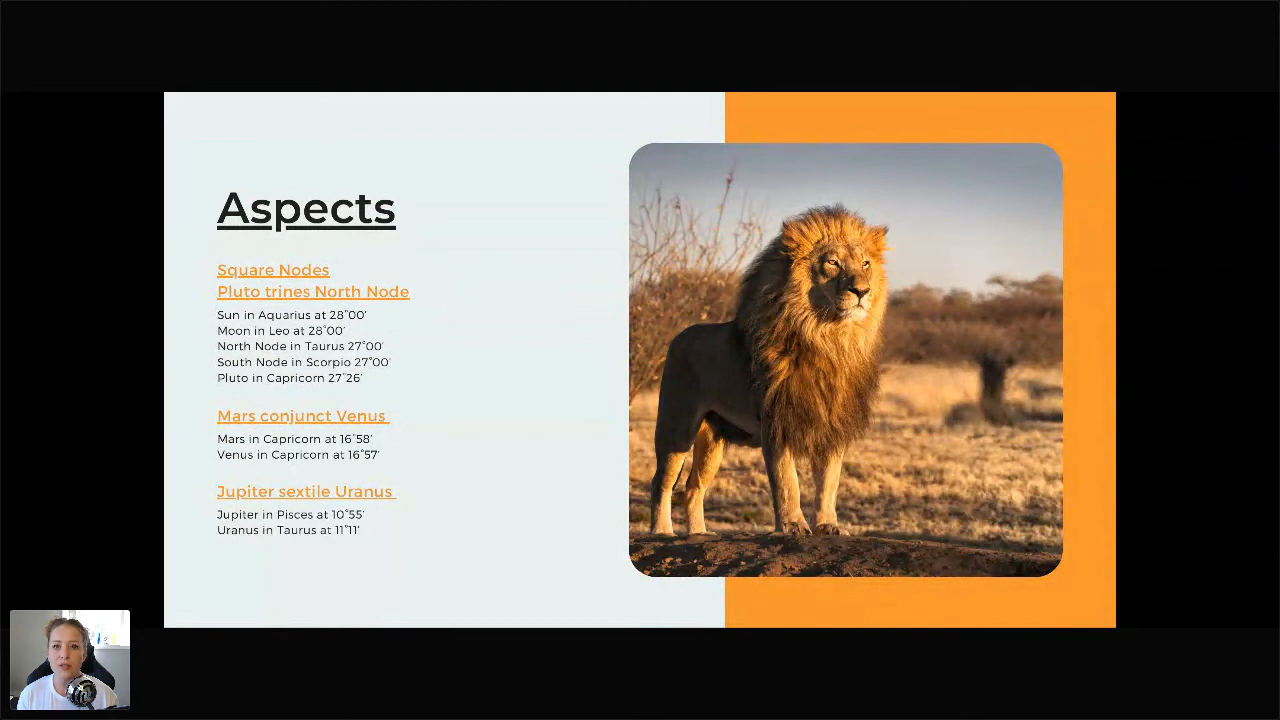 Aspects
Square Nodes
Pluto trines North Node
Sun in Aquarius at 28°00'
Moon in Leo at 28°00'
North Node in Taurus 27°00'
South Node in Scorpio 27°00'
Pluto in Capricorn 27°26'
Mars conjunct Venus
Mars in Capricorn at 16°58'
Venus in Capricorn at 16°57'
Jupiter sextile Uranus
Jupiter in Pisces at 10°55'
Uranus in Taurus at 11°11'